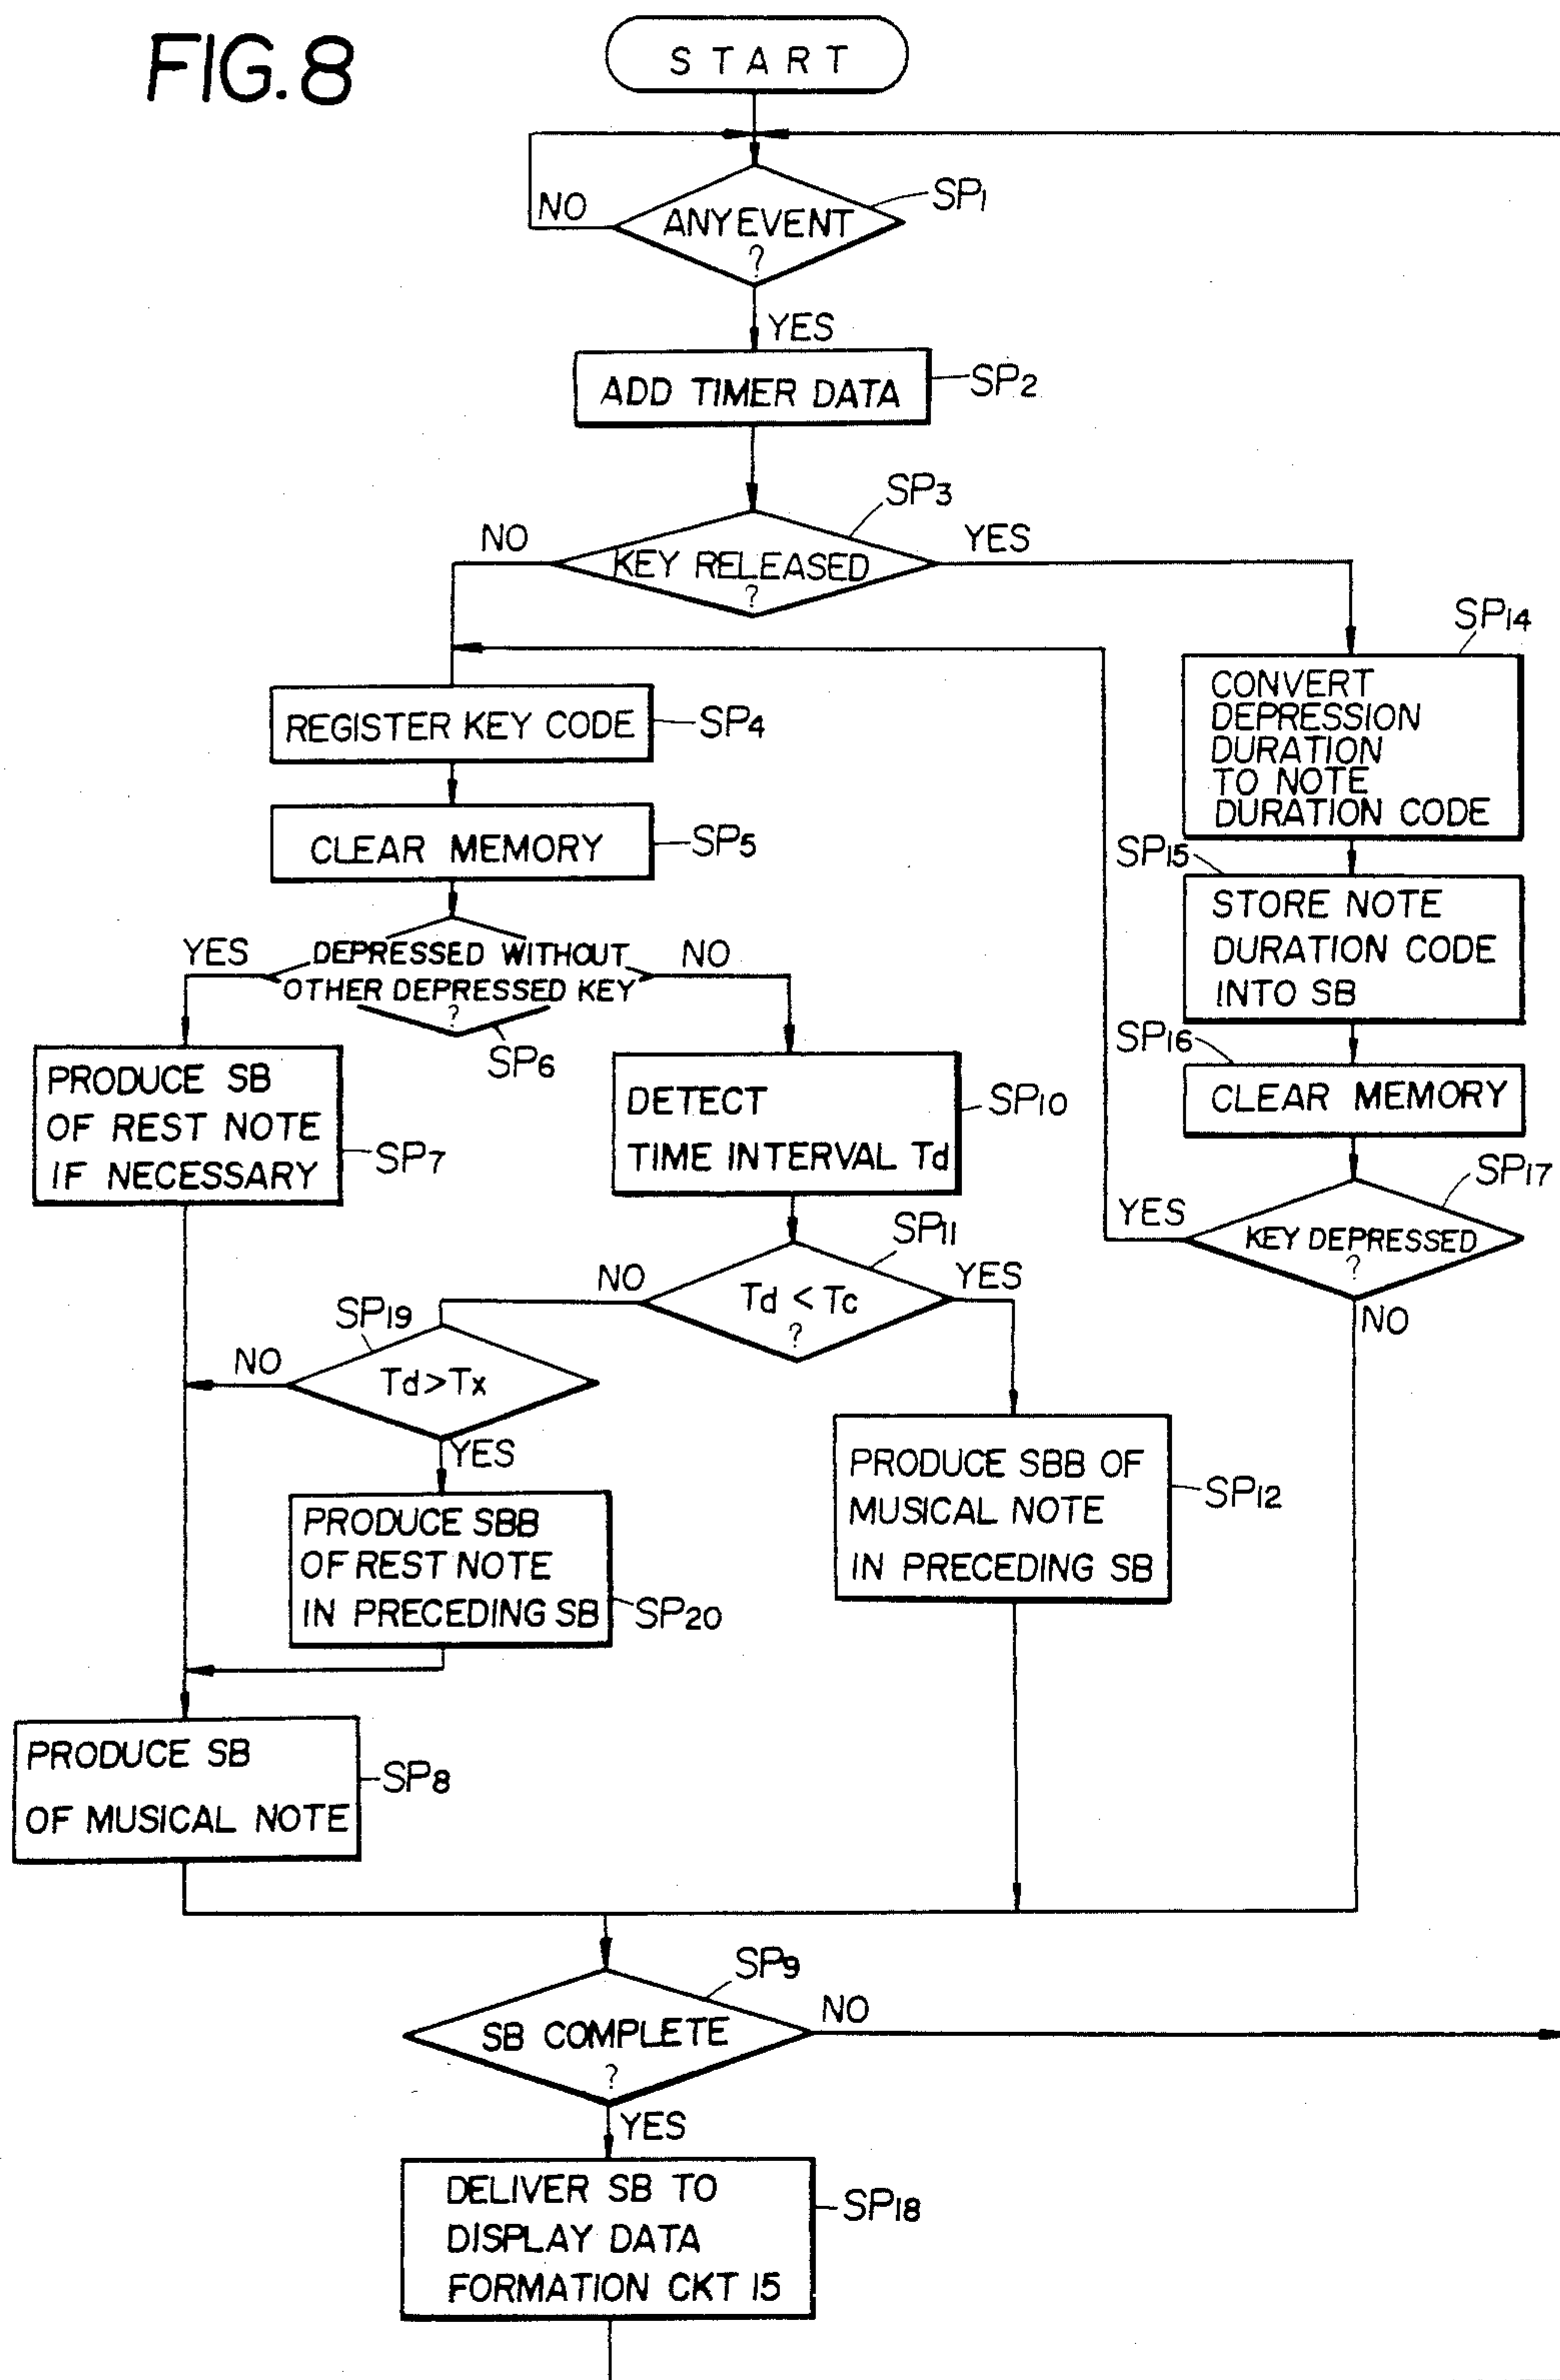 FIG. 8
START
SP1
NO
ANY EVENT
?
YES
ADD TIMER DATA
SP2
SP3
NO
YES
KEY RELEASED
?
SP14
CONVERT
DEPRESSION
DURATION
TO NOTE
DURATION CODE
REGISTER KEY CODE
SP4
CLEAR MEMORY
SP5
SP15
STORE NOTE
DURATION CODE
INTO SB
YES
DEPRESSED WITHOUT
OTHER DEPRESSED KEY
?
NO
SP6
SP16
CLEAR MEMORY
PRODUCE SB
OF REST NOTE
IF NECESSARY
SP7
DETECT
TIME INTERVAL Td
SP10
SP17
YES
KEY DEPRESSED
?
NO
SP11
NO
Td < Tc
?
YES
SP19
NO
Td > Tx
YES
PRODUCE SBB OF
MUSICAL NOTE
IN PRECEDING SB
SP12
PRODUCE SBB
OF REST NOTE
IN PRECEDING SB
SP20
PRODUCE SB
OF MUSICAL NOTE
SP8
SP9
SB COMPLETE
?
NO
YES
DELIVER SB TO
DISPLAY DATA
FORMATION CKT 15
SP18